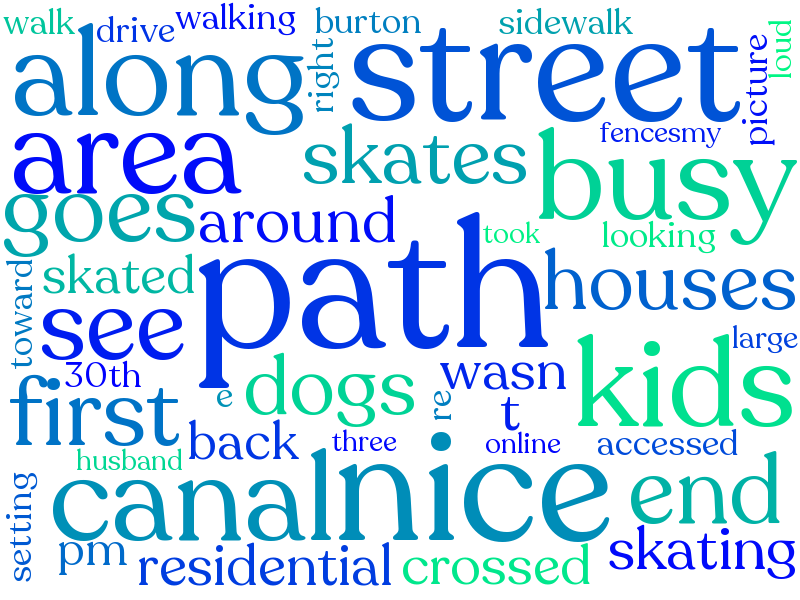 walk
drive
walking
burton
sidewalk
along
right
street
picture
loud
area
skates
fencesmy
busy
goes
around
took
looking
toward
skated
path
houses
see
large
30th
first
e
dogs
re
wasn
t
kids
back
three
online
accessed
husband
canal
nice
end
setting
pm
residential
crossed
skating